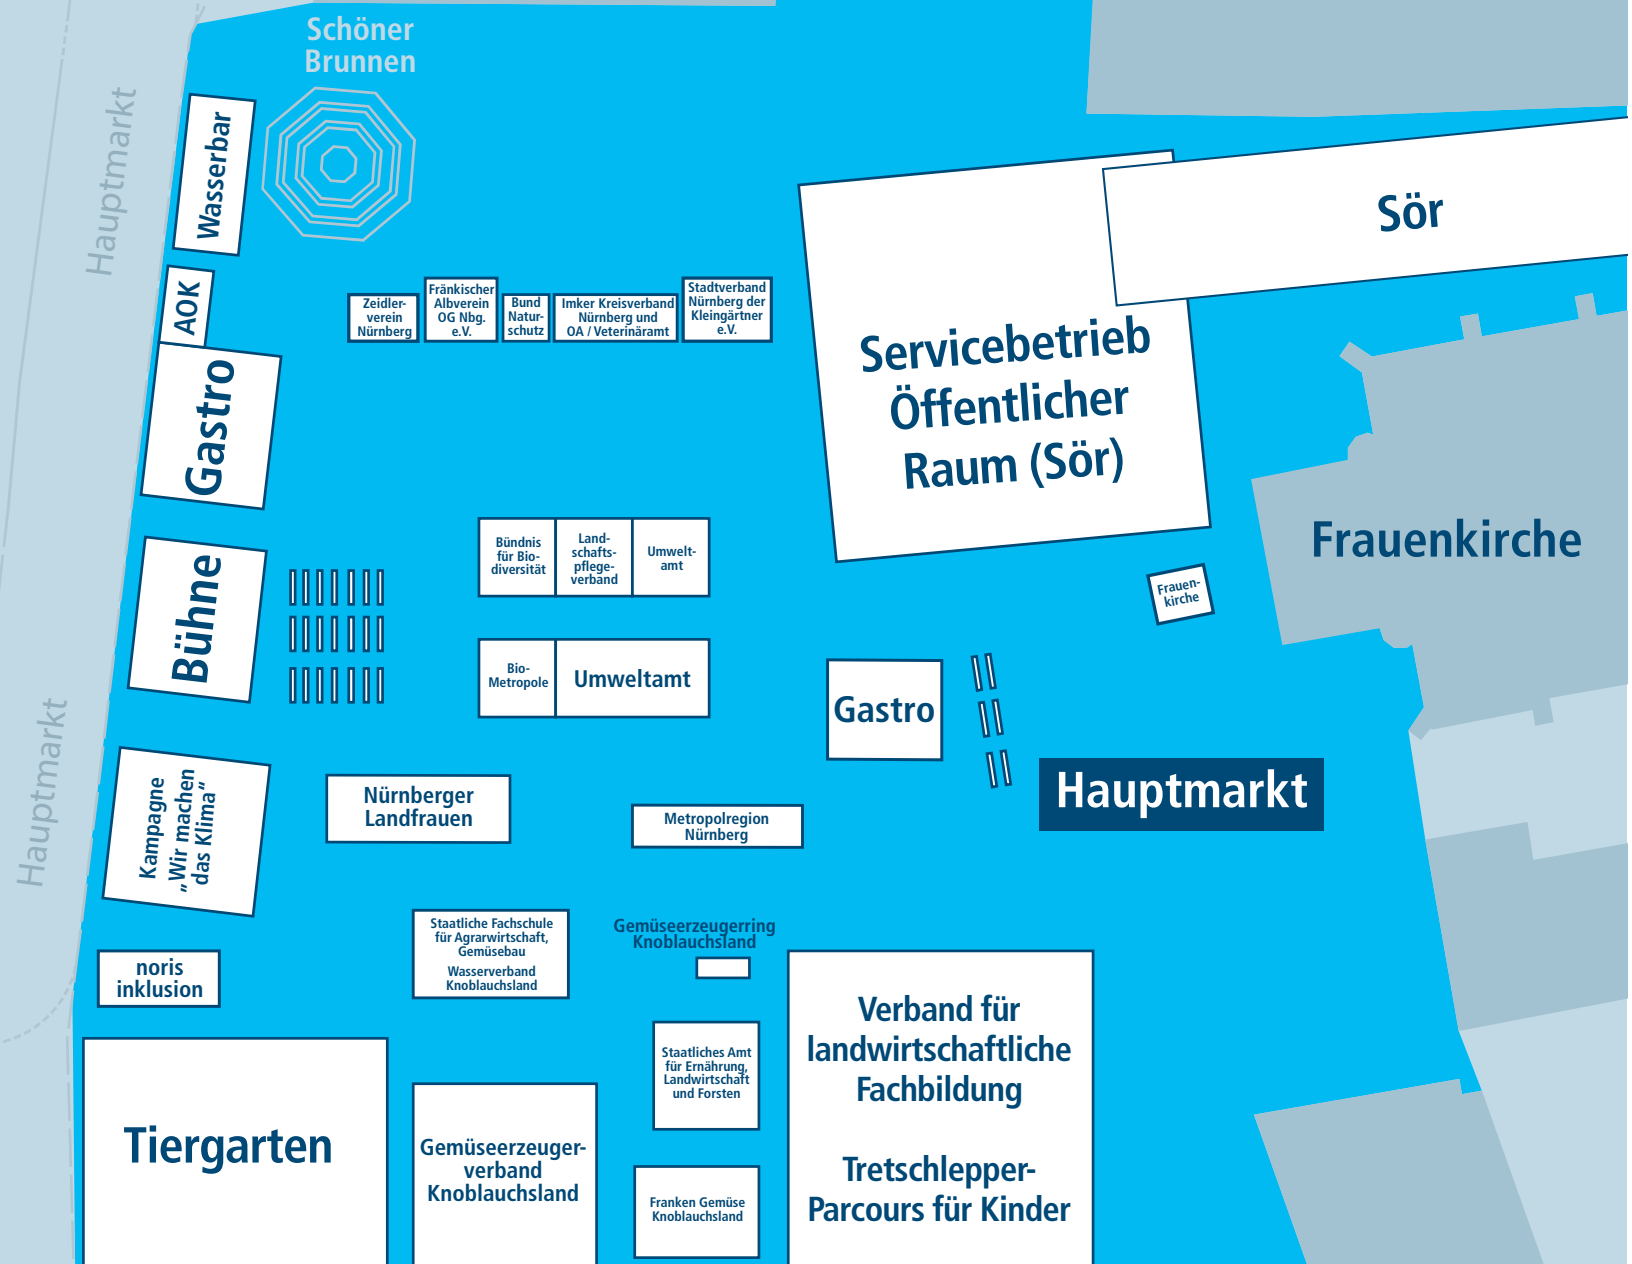 Schöner
Brunnen
Hauptmarkt
Wasserbar
AOK
Gastro
Bühne
Hauptmarkt
Kampagne
„Wir machen
das Klima“
noris
inklusion
Tiergarten
Zeidler-
verein
Nürnberg
Fränkischer
Albverein
OG Nbg.
e.V.
Bund
Natur-
schutz
Imker Kreisverband
Nürnberg und
OA / Veterinäramt
Stadtverband
Nürnberg der
Kleingärtner
e.V.
Sör
Servicebetrieb
Öffentlicher
Raum (Sör)
Frauenkirche
Frauen-
kirche
Bündnis
für Bio-
diversität
Land-
schafts-
pflege-
verband
Umwelt-
amt
Bio-
Metropole
Umweltamt
Gastro
Hauptmarkt
Nürnberger
Landfrauen
Metropolregion
Nürnberg
Staatliche Fachschule
für Agrarwirtschaft,
Gemüsebau
Wasserverband
Knoblauchsland
Gemüseerzeugerring
Knoblauchsland
Staatliches Amt
für Ernährung,
Landwirtschaft
und Forsten
Gemüseerzeuger-
verband
Knoblauchsland
Franken Gemüse
Knoblauchsland
Verband für
landwirtschaftliche
Fachbildung
Tretschlepper-
Parcours für Kinder